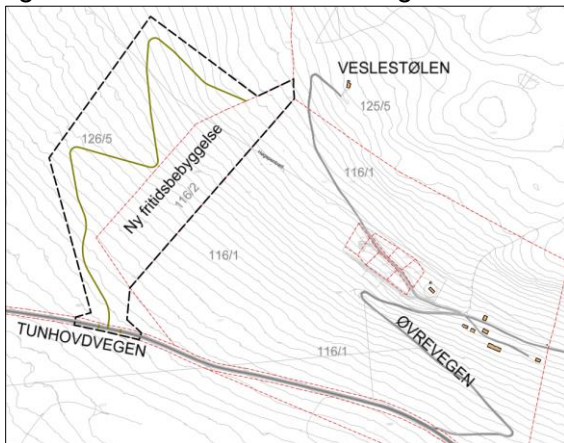 VESLESTØLEN
125/5
126/5
116/1
Ny fritidsbebyggelse
116/2
116/1
TUNHOVDVEGEN
ØVREVEGEN
116/1